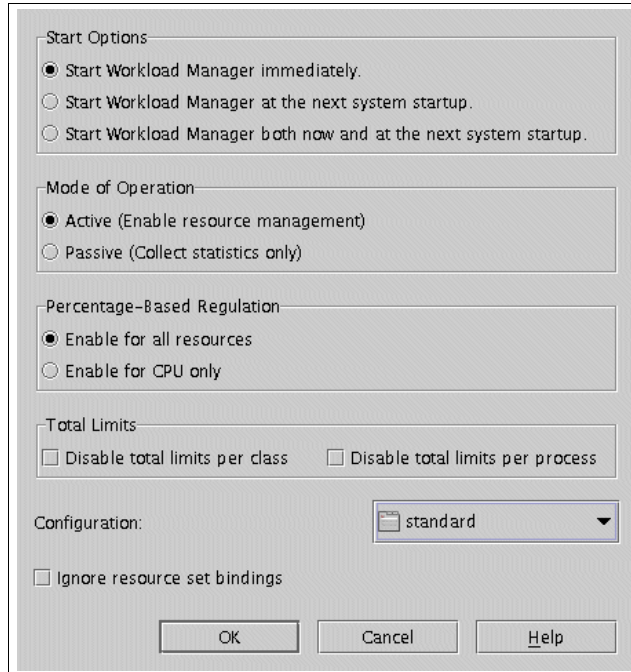 Start Options
Start Workload Manager immediately.
Start Workload Manager at the next system startup.
Start Workload Manager both now and at the next system startup.
Mode of Operation
Active (Enable resource management)
Passive (Collect statistics only)
Percentage-Based Regulation
Enable for all resources
Enable for CPU only
Total Limits
Disable total limits per class Disable total limits per process
Configuration: standard
Ignore resource set bindings
OK Cancel Help